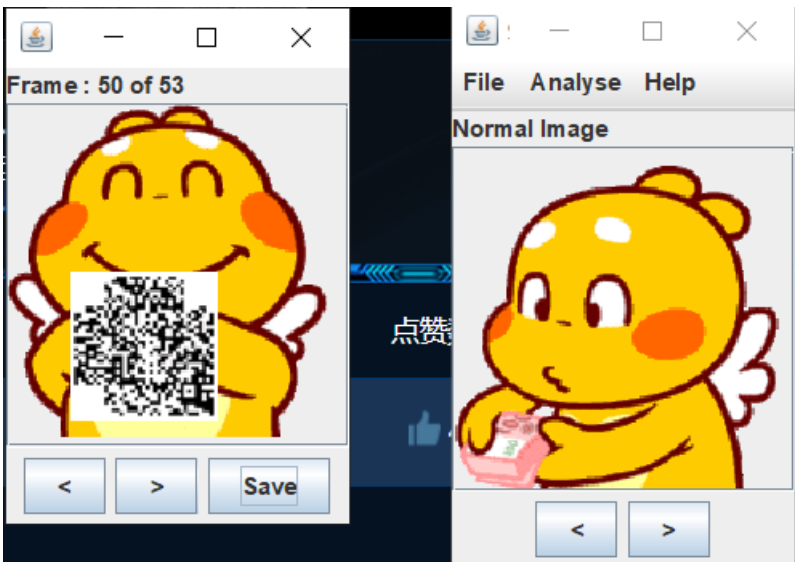 Frame : 50 of 53
< > Save
File Analyse Help
Normal Image
点赞
< >